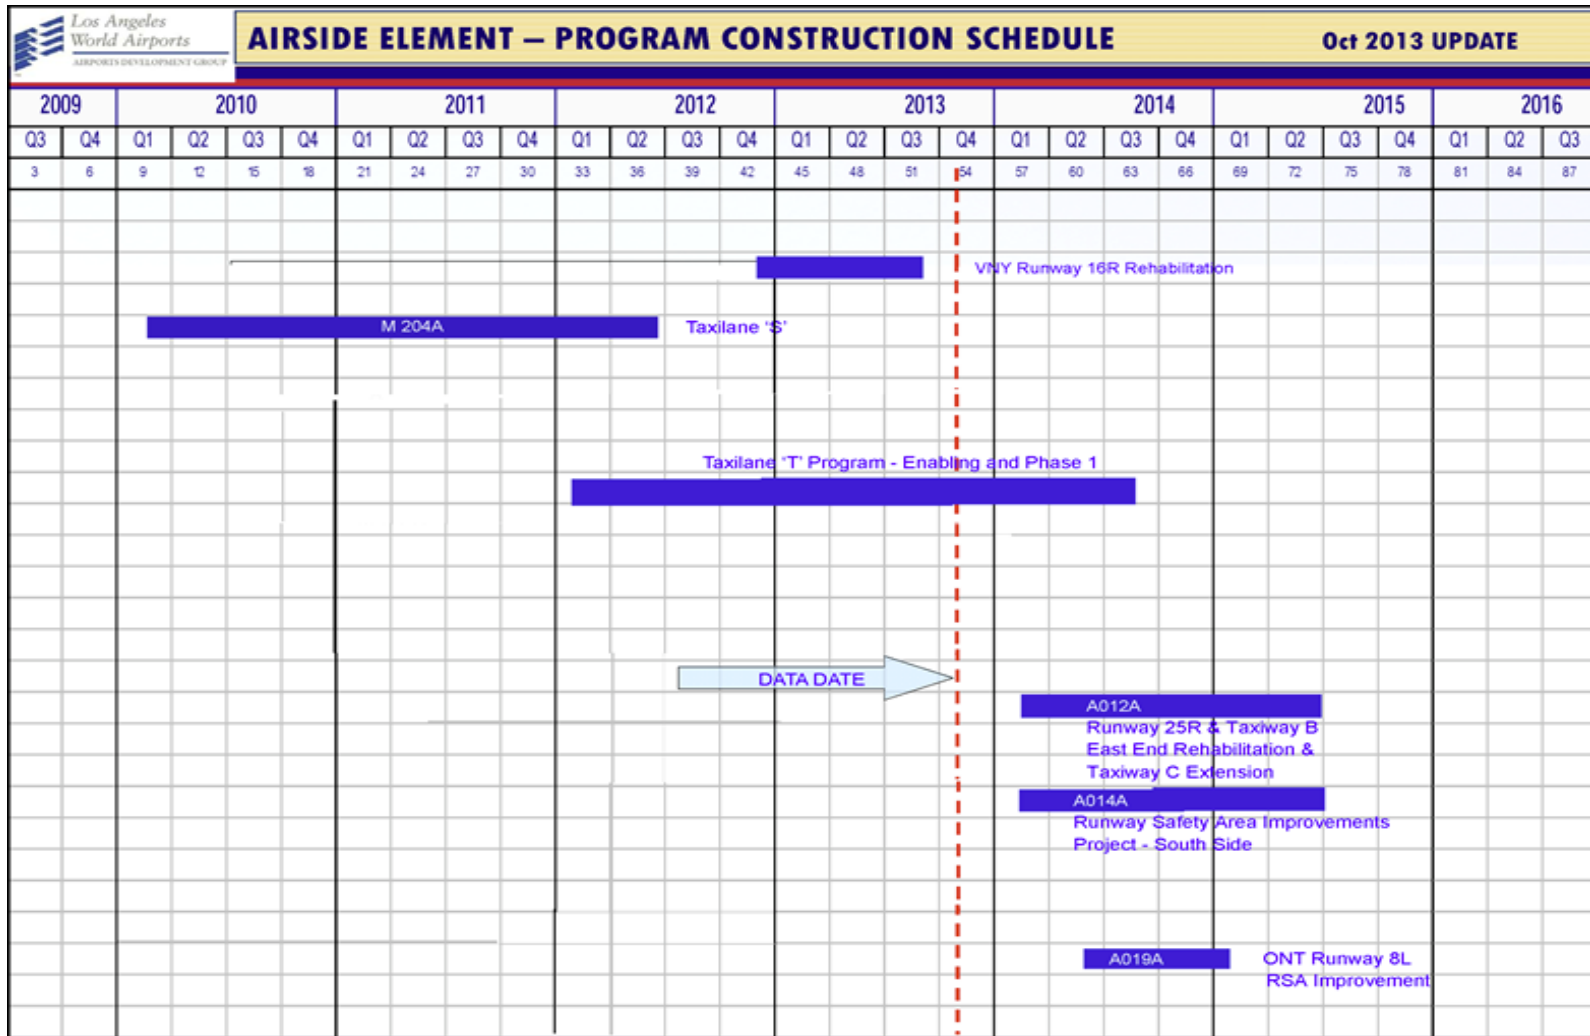 Los Angeles
World Airports
AIRPORTS DEVELOPMENT GROUP
AIRSIDE ELEMENT – PROGRAM CONSTRUCTION SCHEDULE
Oct 2013 UPDATE
2009 2010 2011 2012 2013 2014 2015 2016
Q3 Q4 Q1 Q2 Q3 Q4 Q1 Q2 Q3 Q4 Q1 Q2 Q3 Q4 Q1 Q2 Q3 Q4 Q1 Q2 Q3 Q4 Q1 Q2 Q3 Q4 Q1 Q2 Q3
3 6 9 12 15 18 21 24 27 30 33 36 39 42 45 48 51 54 57 60 63 66 69 72 75 78 81 84 87
VNY Runway 16R Rehabilitation
M 204A
Taxilane 'S'
Taxilane 'T' Program - Enabling and Phase 1
DATA DATE
A012A
Runway 25R & Taxiway B
East End Rehabilitation &
Taxiway C Extension
A014A
Runway Safety Area Improvements
Project - South Side
A019A
ONT Runway 8L
RSA Improvement